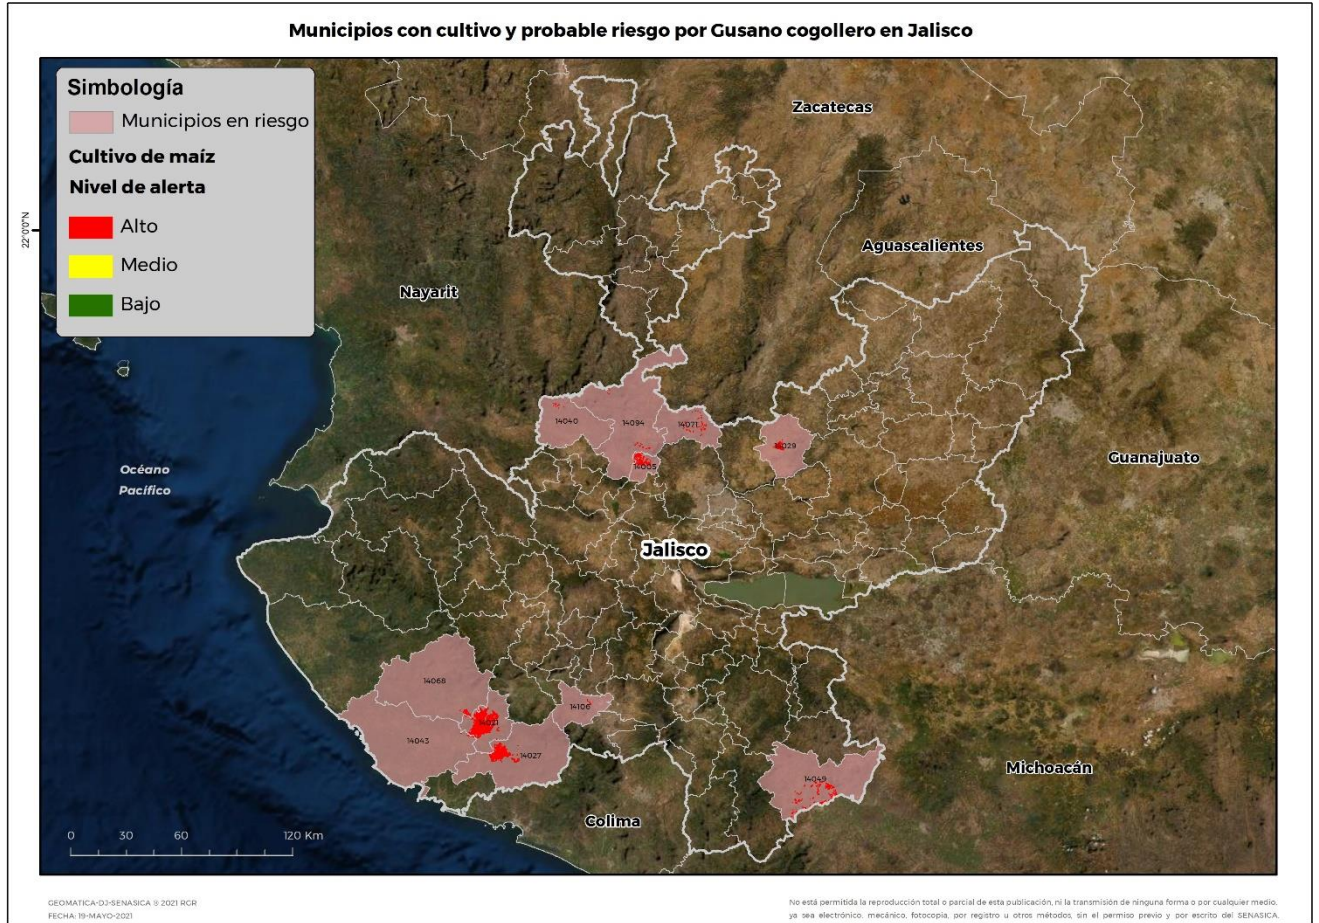 Municipios con cultivo y probable riesgo por Gusano cogollero en Jalisco
Simbología
Municipios en riesgo
Cultivo de maíz
Nivel de alerta
Alto
Medio
Bajo
22°0'0"N
Zacatecas
Aguascalientes
Nayarit
14040
14094
14071
14029
14005
Guanajuato
Océano
Pacífico
Jalisco
14068
14106
14011
14043
14027
14049
Michoacán
Colima
0 30 60 120 Km
GEOMATICA-DJ-SENASICA © 2021 RGR
FECHA: 19-MAYO-2021
No está permitida la reproducción total o parcial de esta publicación, ni la transmisión de ninguna forma o por cualquier medio,
ya sea electrónico, mecánico, fotocopia, por registro u otros métodos, sin el permiso previo y por escrito del SENASICA.